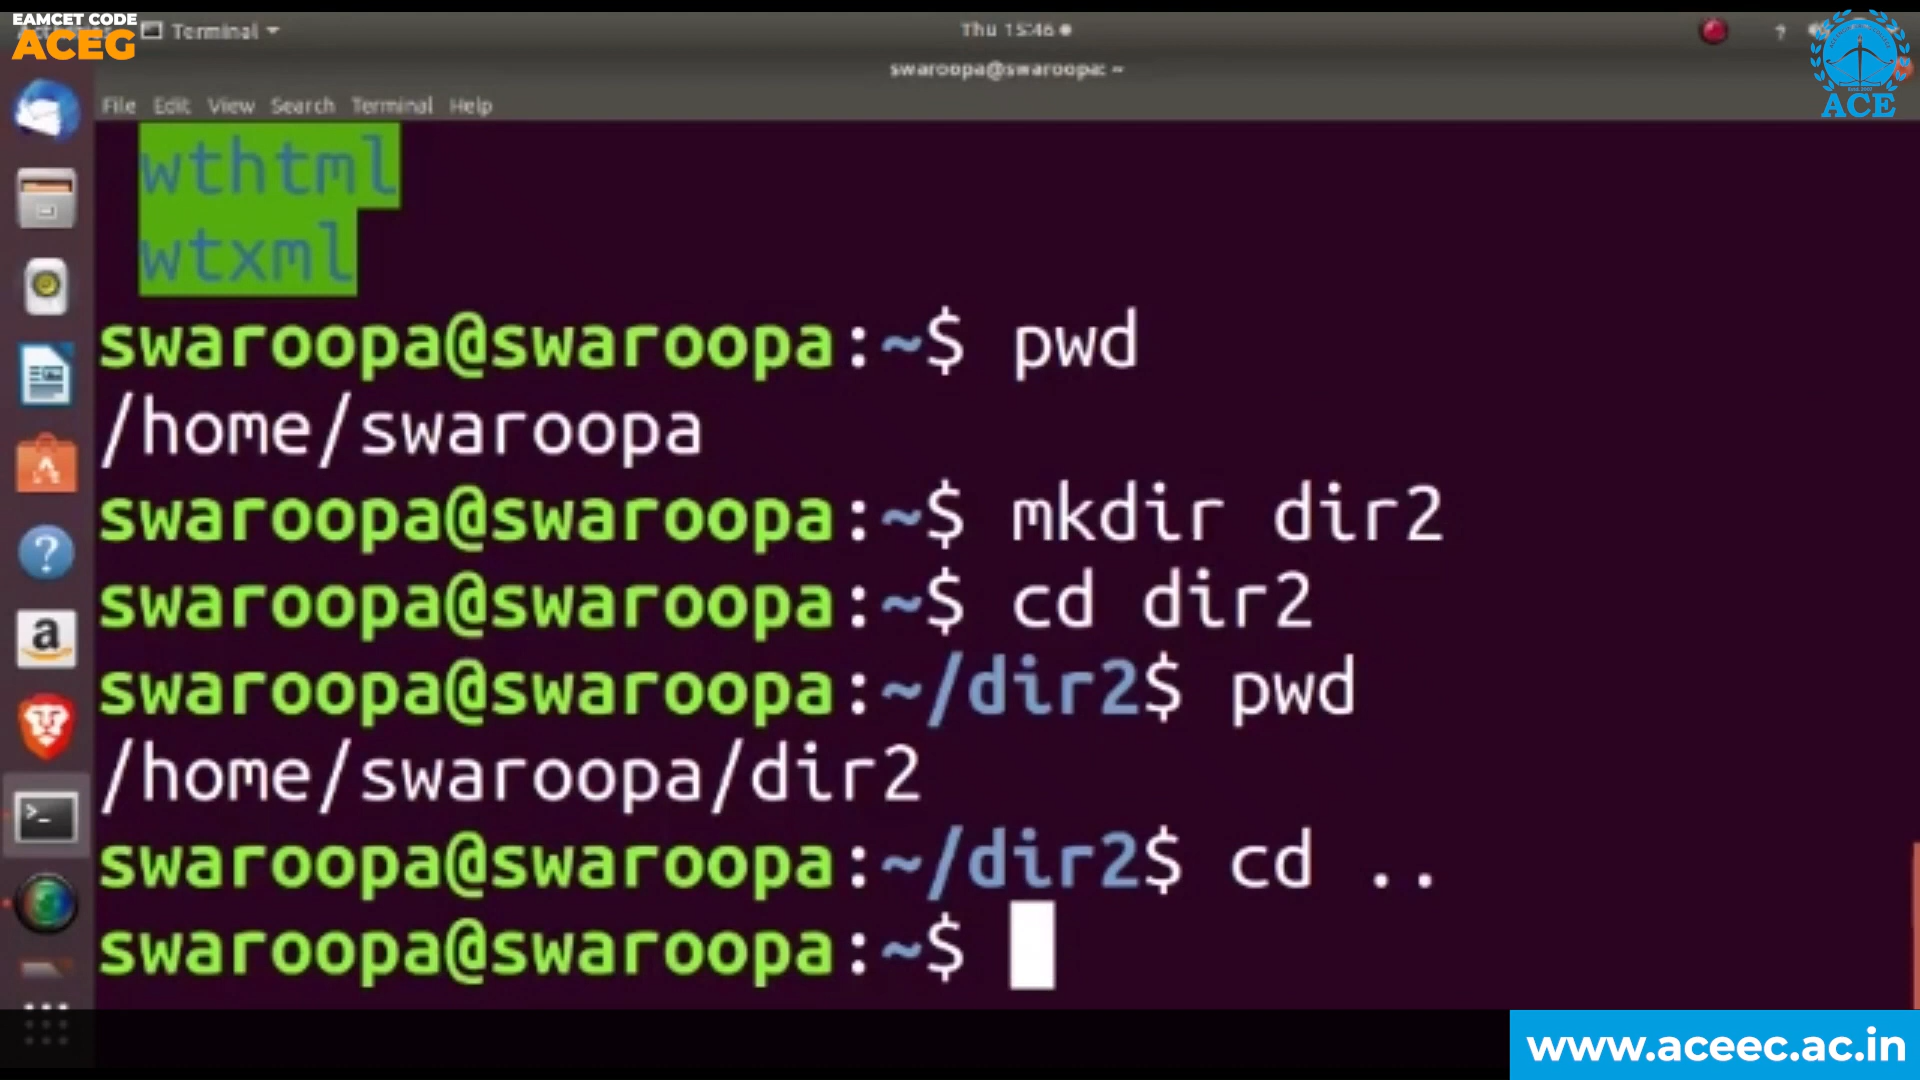 EAMCET CODE
ACEG
Terminal
Thu 15:46
swaroopa@swaroopa: ~
File Edit View Search Terminal Help
ACE
wthtml
wtxml
swaroopa@swaroopa:~$ pwd
/home/swaroopa
swaroopa@swaroopa:~$ mkdir dir2
swaroopa@swaroopa:~$ cd dir2
swaroopa@swaroopa:~/dir2$ pwd
/home/swaroopa/dir2
swaroopa@swaroopa:~/dir2$ cd ..
swaroopa@swaroopa:~$
www.aceec.ac.in